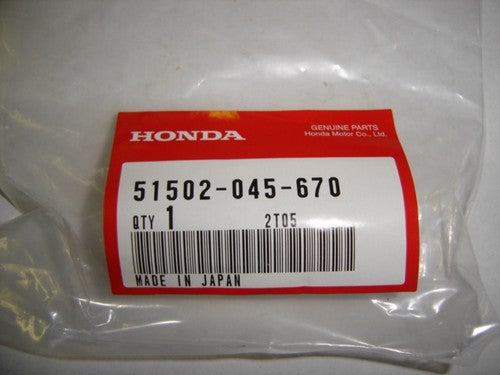 HONDA
GENUINE PARTS
Honda Motor Co., Ltd.
51502-045-670
QTY 1 2T05
MADE IN JAPAN